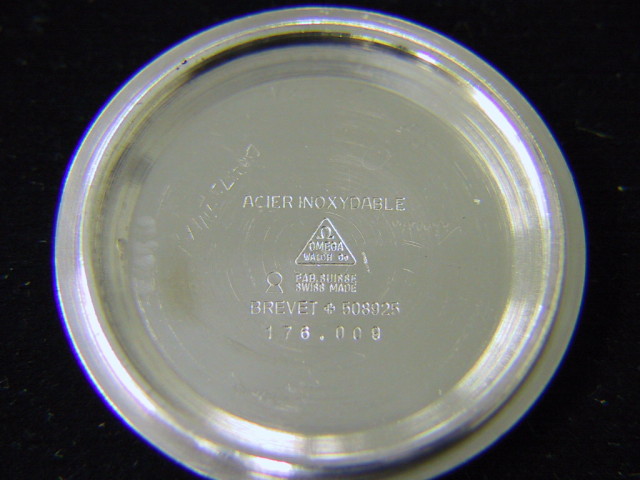 ACIER INOXYDABLE
Ω
OMEGA
WATCH Co
FAB. SUISSE
SWISS MADE
BREVET + 508925
176.009